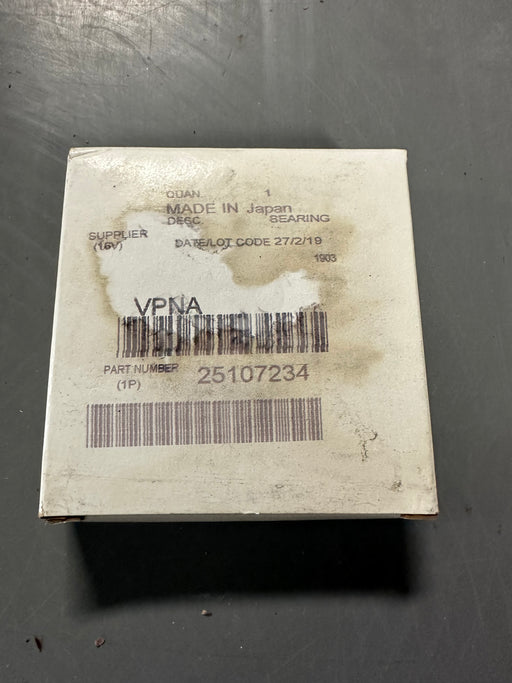 QUAN. 1
MADE IN Japan
DESC. BEARING
SUPPLIER
(16V)
DATE/LOT CODE 27/2/19
1903
VPNA
PART NUMBER
(1P)
25107234